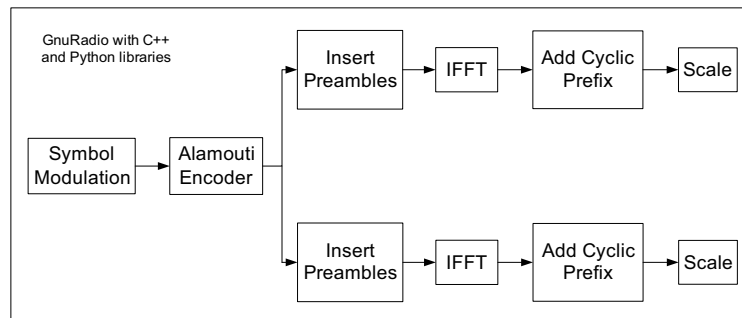 GnuRadio with C++
and Python libraries
Insert
Preambles
IFFT
Add Cyclic
Prefix
Scale
Symbol
Modulation
Alamouti
Encoder
Insert
Preambles
IFFT
Add Cyclic
Prefix
Scale